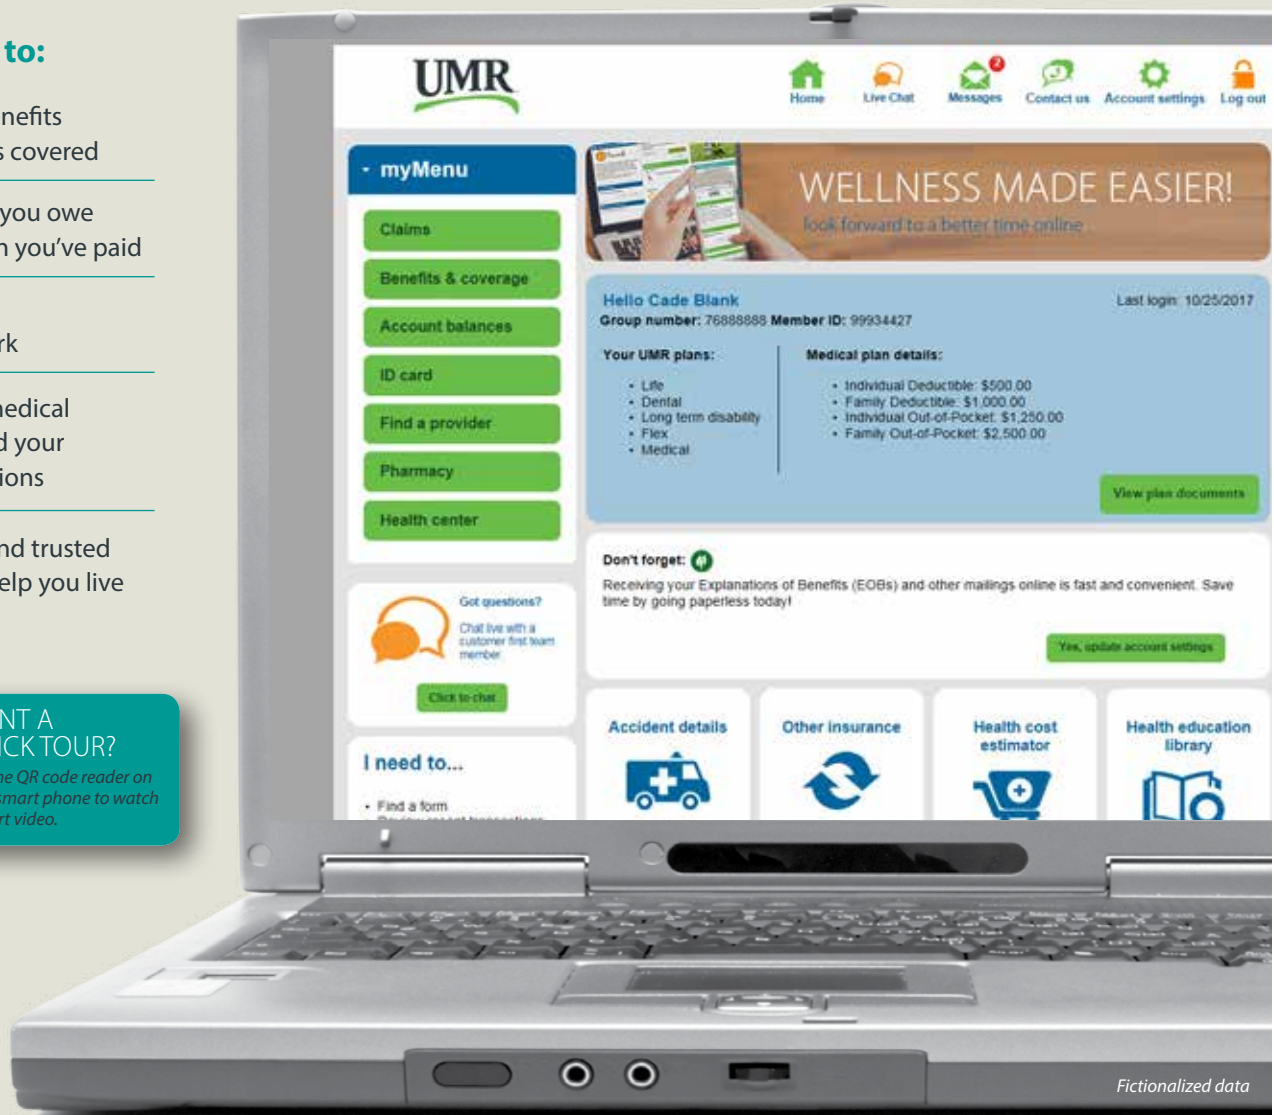 to:
nefits
s covered
you owe
n you've paid
rk
nedical
d your
ions
nd trusted
elp you live
NT A
ICK TOUR?
ne QR code reader on
smart phone to watch
rt video.
UMR
2
Home
Live Chat
Messages
Contact us
Account settings
Log out
myMenu
Claims
Benefits & coverage
Account balances
ID card
Find a provider
Pharmacy
Health center
Got questions?
Chat live with a
customer first team
member
Click to chat
I need to...
• Find a form
• Review recent transactions
WELLNESS MADE EASIER!
look forward to a better time online
Hello Cade Blank
Last login: 10/25/2017
Group number: 76888888 Member ID: 99934427
Your UMR plans:
• Life
• Dental
• Long term disability
• Flex
• Medical
Medical plan details:
• Individual Deductible: $500.00
• Family Deductible: $1,000.00
• Individual Out-of-Pocket: $1,250.00
• Family Out-of-Pocket: $2,500.00
View plan documents
Don't forget:
Receiving your Explanations of Benefits (EOBs) and other mailings online is fast and convenient. Save
time by going paperless today!
Yes, update account settings
Accident details
Other insurance
Health cost
estimator
Health education
library
Fictionalized data